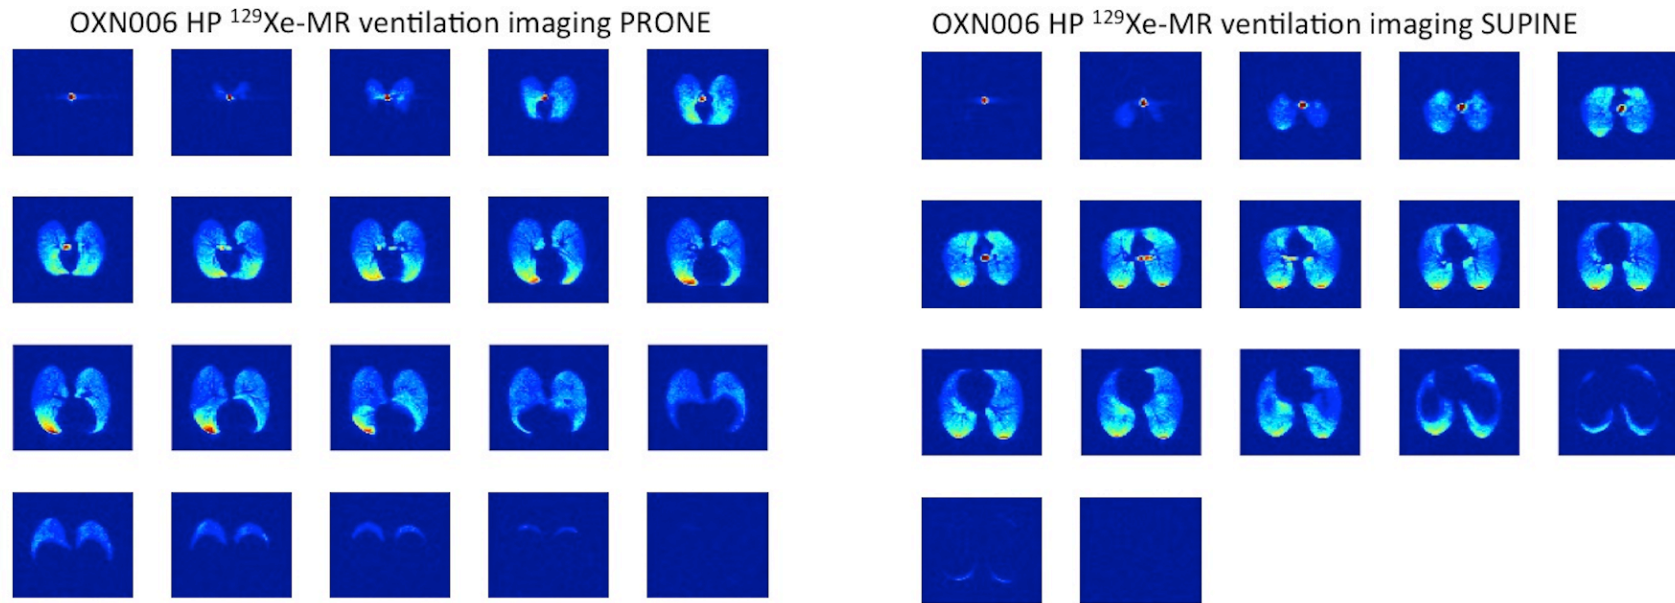 OXN006 HP ¹²⁹Xe-MR ventilation imaging PRONE
OXN006 HP ¹²⁹Xe-MR ventilation imaging SUPINE